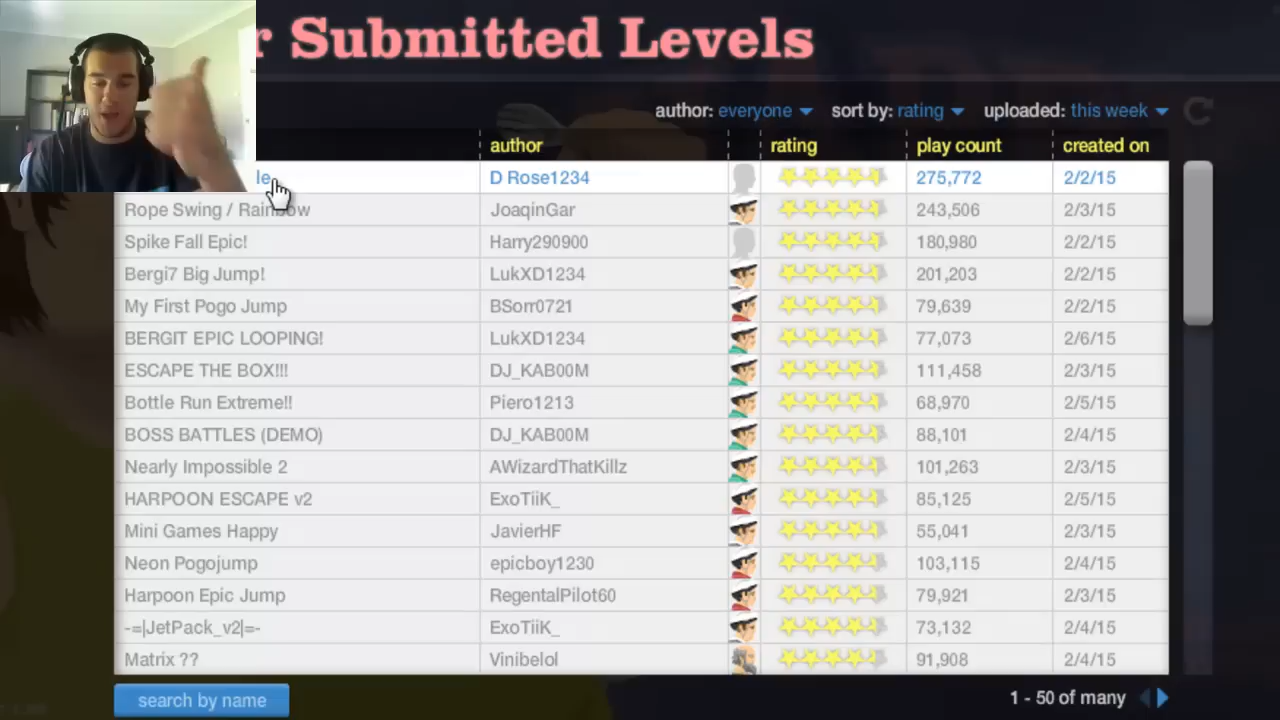 r Submitted Levels
author: everyone sort by: rating uploaded: this week
author rating play count created on
le D Rose1234 275,772 2/2/15
Rope Swing / Rainbow JoaqinGar 243,506 2/3/15
Spike Fall Epic! Harry290900 180,980 2/2/15
Bergi7 Big Jump! LukXD1234 201,203 2/2/15
My First Pogo Jump BSorr0721 79,639 2/2/15
BERGIT EPIC LOOPING! LukXD1234 77,073 2/6/15
ESCAPE THE BOX!!! DJ_KAB00M 111,458 2/3/15
Bottle Run Extreme!! Piero1213 68,970 2/5/15
BOSS BATTLES (DEMO) DJ_KAB00M 88,101 2/4/15
Nearly Impossible 2 AWizardThatKillz 101,263 2/3/15
HARPOON ESCAPE v2 ExoTiiK_ 85,125 2/5/15
Mini Games Happy JavierHF 55,041 2/3/15
Neon Pogojump epicboy1230 103,115 2/4/15
Harpoon Epic Jump RegentalPilot60 79,921 2/3/15
-=|JetPack_v2|=- ExoTiiK_ 73,132 2/4/15
Matrix ?? Vinibelol 91,908 2/4/15
search by name 1 - 50 of many